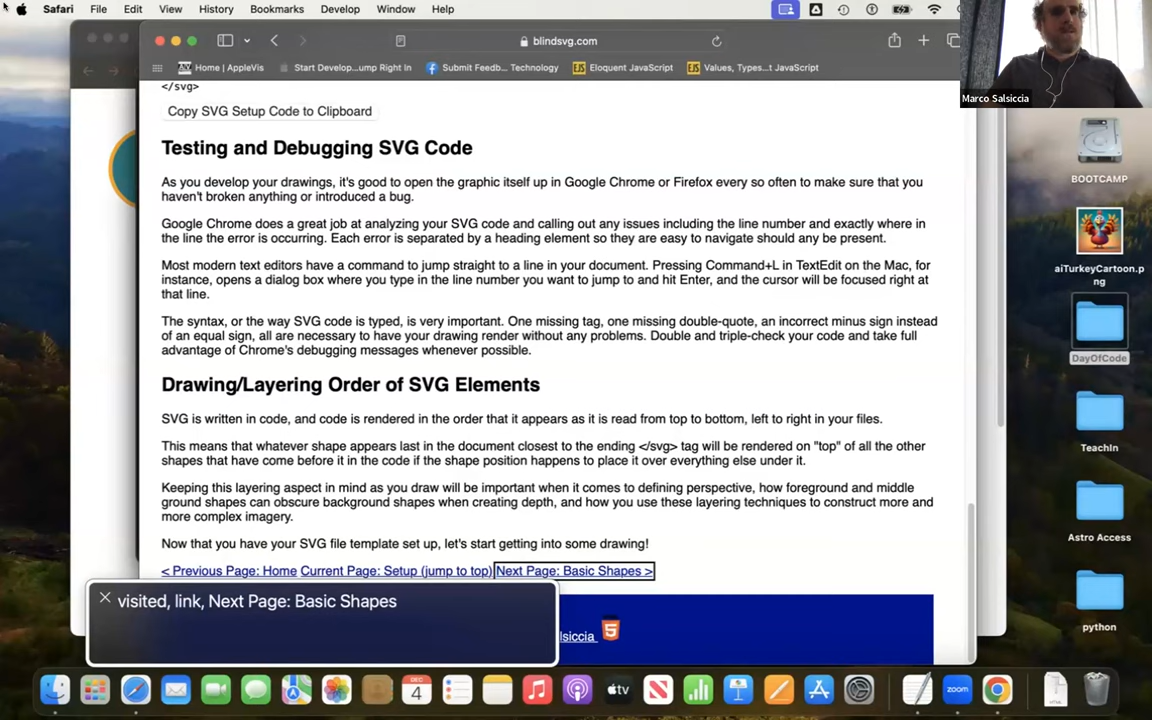 Safari File Edit View History Bookmarks Develop Window Help
blindsvg.com
Home | AppleVis Start Develop...ump Right In Submit Feedb... Technology Eloquent JavaScript Values, Types...t JavaScript
Marco Salsiccia
</svg>
Copy SVG Setup Code to Clipboard
Testing and Debugging SVG Code
As you develop your drawings, it's good to open the graphic itself up in Google Chrome or Firefox every so often to make sure that you
haven't broken anything or introduced a bug.
Google Chrome does a great job at analyzing your SVG code and calling out any issues including the line number and exactly where in
the line the error is occurring. Each error is separated by a heading element so they are easy to navigate should any be present.
Most modern text editors have a command to jump straight to a line in your document. Pressing Command+L in TextEdit on the Mac, for
instance, opens a dialog box where you type in the line number you want to jump to and hit Enter, and the cursor will be focused right at
that line.
The syntax, or the way SVG code is typed, is very important. One missing tag, one missing double-quote, an incorrect minus sign instead
of an equal sign, all are necessary to have your drawing render without any problems. Double and triple-check your code and take full
advantage of Chrome's debugging messages whenever possible.
Drawing/Layering Order of SVG Elements
SVG is written in code, and code is rendered in the order that it appears as it is read from top to bottom, left to right in your files.
This means that whatever shape appears last in the document closest to the ending </svg> tag will be rendered on "top" of all the other
shapes that have come before it in the code if the shape position happens to place it over everything else under it.
Keeping this layering aspect in mind as you draw will be important when it comes to defining perspective, how foreground and middle
ground shapes can obscure background shapes when creating depth, and how you use these layering techniques to construct more and
more complex imagery.
Now that you have your SVG file template set up, let's start getting into some drawing!
< Previous Page: Home Current Page: Setup (jump to top) Next Page: Basic Shapes >
visited, link, Next Page: Basic Shapes
lsiccia
BOOTCAMP
aiTurkeyCartoon.p
ng
DayOfCode
TeachIn
Astro Access
python
DEC
4
tv
zoom